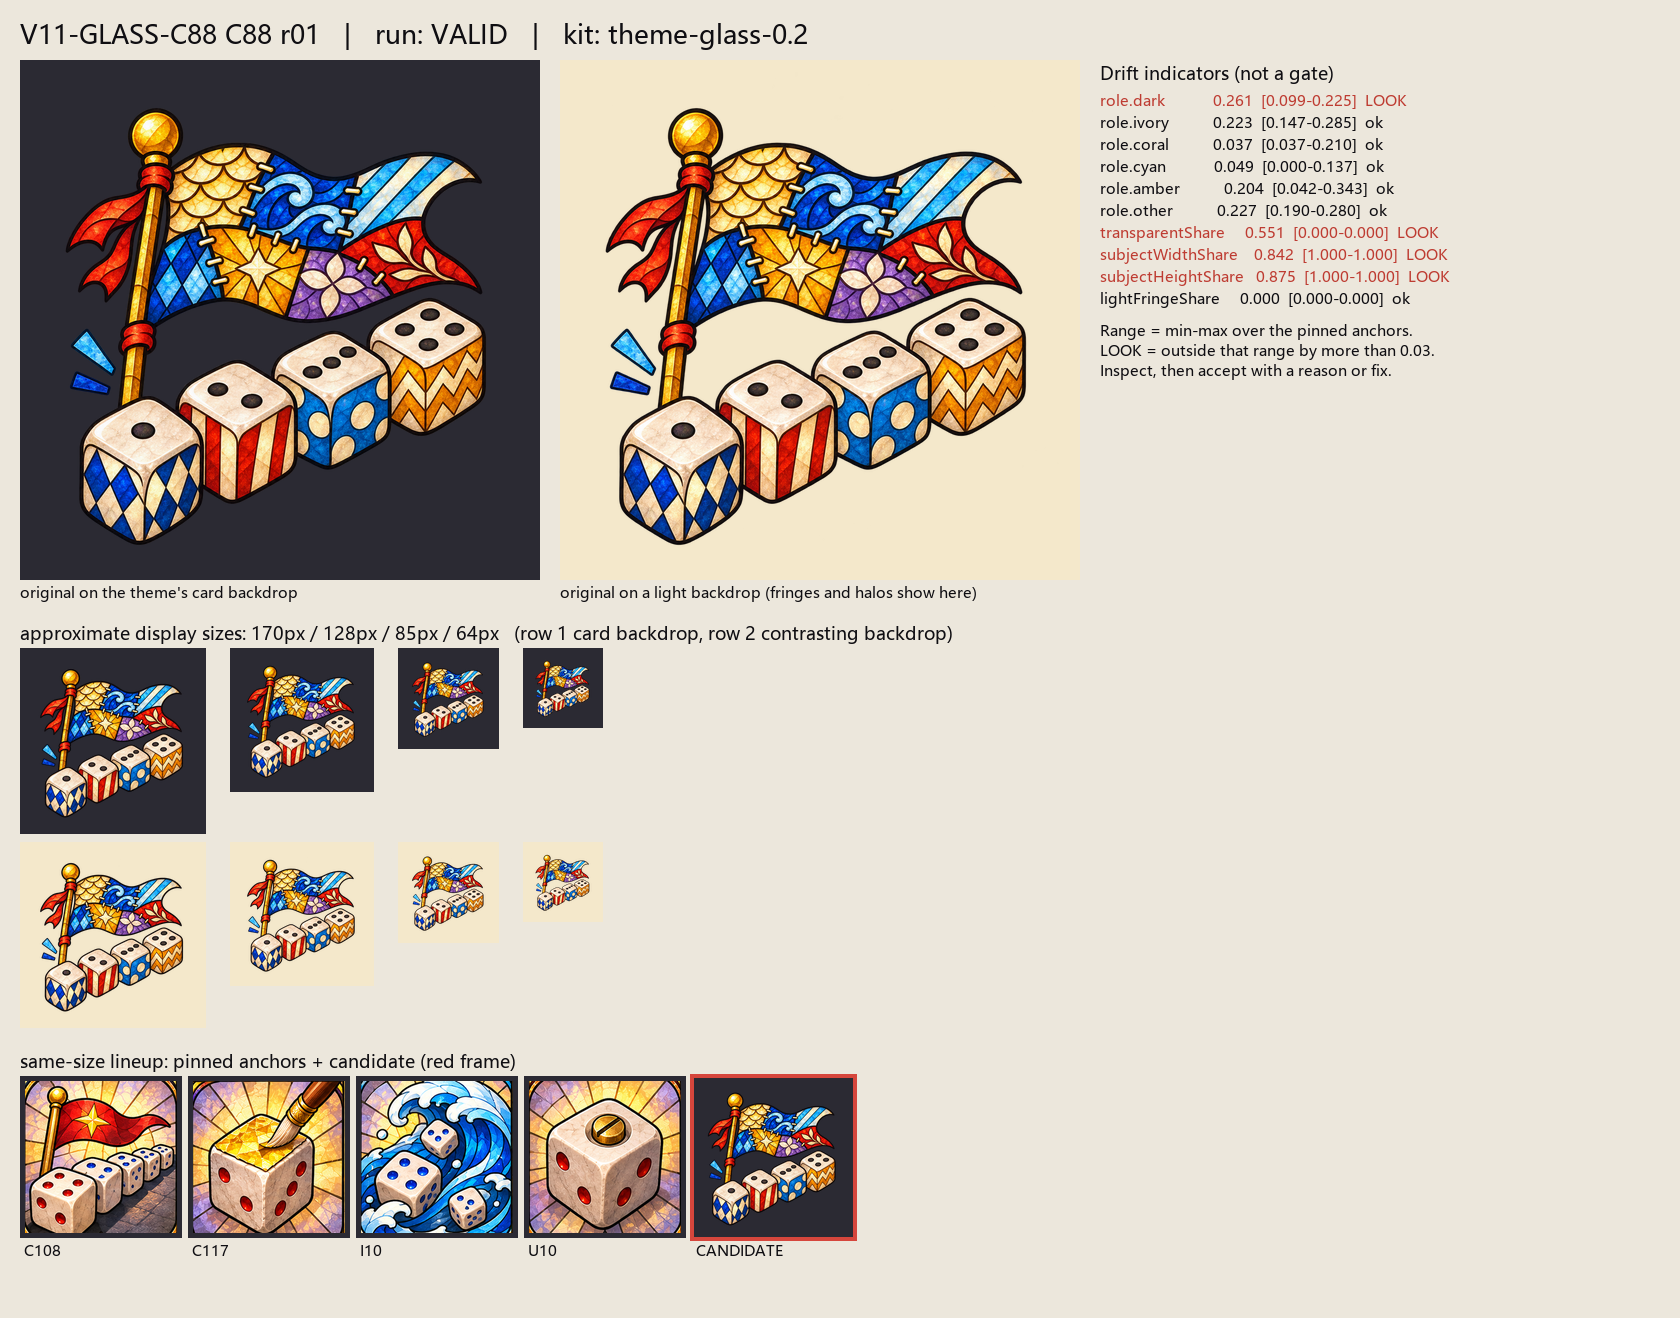 V11-GLASS-C88 C88 r01 | run: VALID | kit: theme-glass-0.2
original on the theme's card backdrop
original on a light backdrop (fringes and halos show here)
Drift indicators (not a gate)
role.dark 0.261 [0.099-0.225] LOOK
role.ivory 0.223 [0.147-0.285] ok
role.coral 0.037 [0.037-0.210] ok
role.cyan 0.049 [0.000-0.137] ok
role.amber 0.204 [0.042-0.343] ok
role.other 0.227 [0.190-0.280] ok
transparentShare 0.551 [0.000-0.000] LOOK
subjectWidthShare 0.842 [1.000-1.000] LOOK
subjectHeightShare 0.875 [1.000-1.000] LOOK
lightFringeShare 0.000 [0.000-0.000] ok
Range = min-max over the pinned anchors.
LOOK = outside that range by more than 0.03.
Inspect, then accept with a reason or fix.
approximate display sizes: 170px / 128px / 85px / 64px (row 1 card backdrop, row 2 contrasting backdrop)
same-size lineup: pinned anchors + candidate (red frame)
C108
C117
I10
U10
CANDIDATE